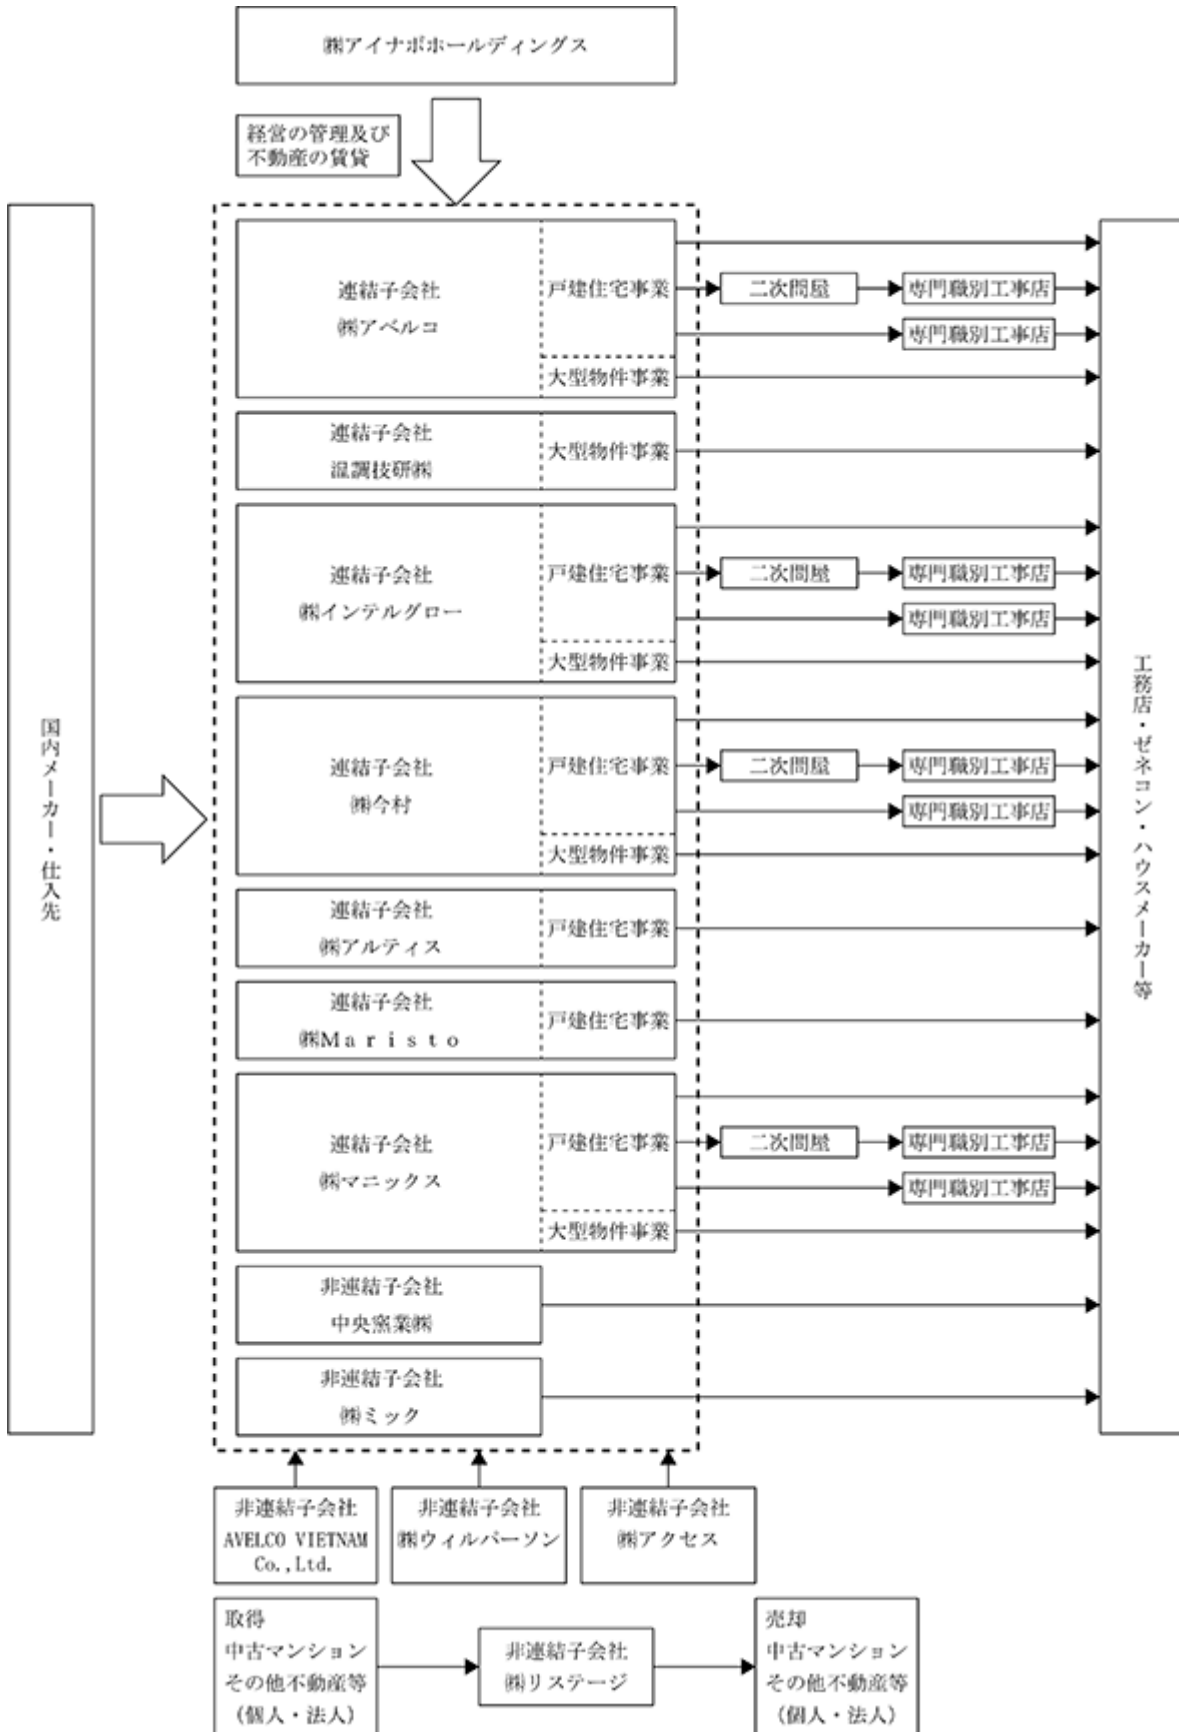 ㈱アイナボホールディングス
経営の管理及び
不動産の賃貸
国内メーカー・仕入先
連結子会社
㈱アベルコ
戸建住宅事業
二次問屋
専門職別工事店
専門職別工事店
大型物件事業
連結子会社
温調技研㈱
大型物件事業
連結子会社
㈱インテルグロー
戸建住宅事業
二次問屋
専門職別工事店
専門職別工事店
大型物件事業
連結子会社
㈱今村
戸建住宅事業
二次問屋
専門職別工事店
専門職別工事店
大型物件事業
連結子会社
㈱アルティス
戸建住宅事業
連結子会社
㈱Ｍａｒｉｓｔｏ
戸建住宅事業
連結子会社
㈱マニックス
戸建住宅事業
二次問屋
専門職別工事店
専門職別工事店
大型物件事業
非連結子会社
中央窯業㈱
非連結子会社
㈱ミック
工務店・ゼネコン・ハウスメーカー等
非連結子会社
AVELCO VIETNAM
Co.,Ltd.
非連結子会社
㈱ウィルパーソン
非連結子会社
㈱アクセス
取得
中古マンション
その他不動産等
（個人・法人）
非連結子会社
㈱リステージ
売却
中古マンション
その他不動産等
（個人・法人）